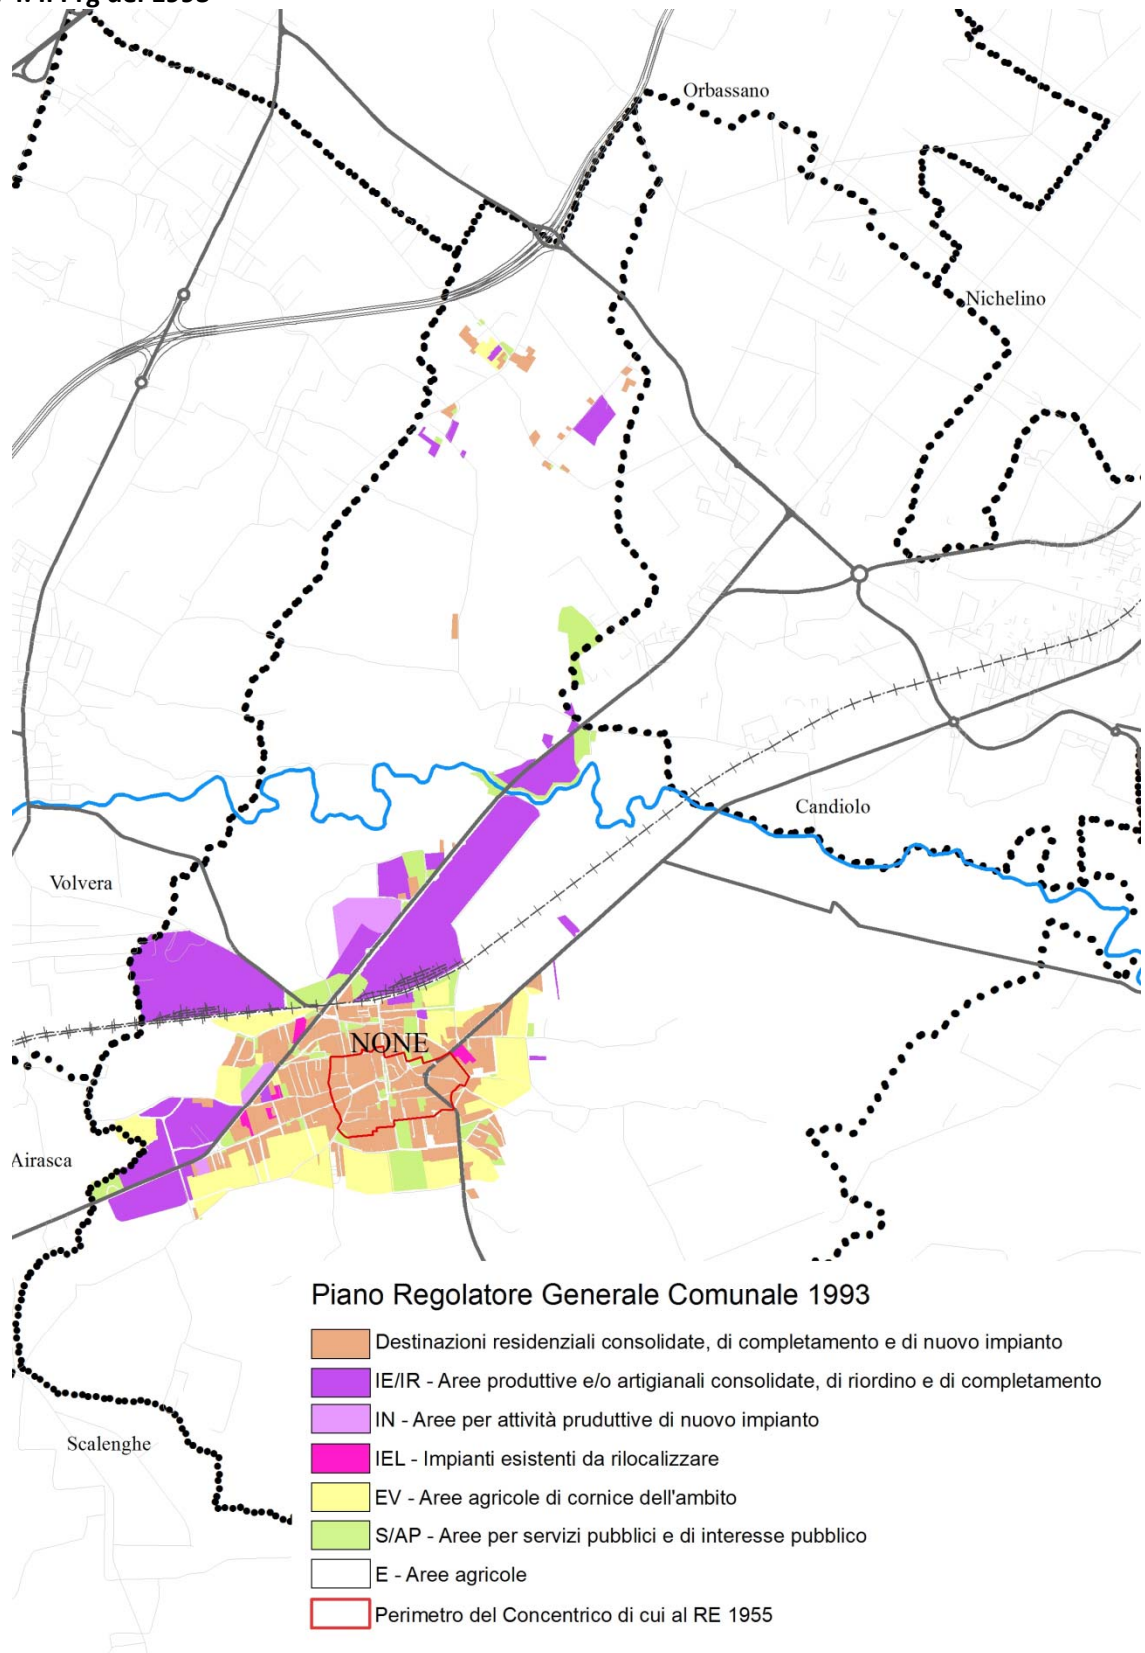 Orbassano
Nichelino
Candiolo
Volvera
NONE
Airasca
Scalenghe
Piano Regolatore Generale Comunale 1993
Destinazioni residenziali consolidate, di completamento e di nuovo impianto
IE/IR - Aree produttive e/o artigianali consolidate, di riordino e di completamento
IN - Aree per attività pruduttive di nuovo impianto
IEL - Impianti esistenti da rilocalizzare
EV - Aree agricole di cornice dell'ambito
S/AP - Aree per servizi pubblici e di interesse pubblico
E - Aree agricole
Perimetro del Concentrico di cui al RE 1955